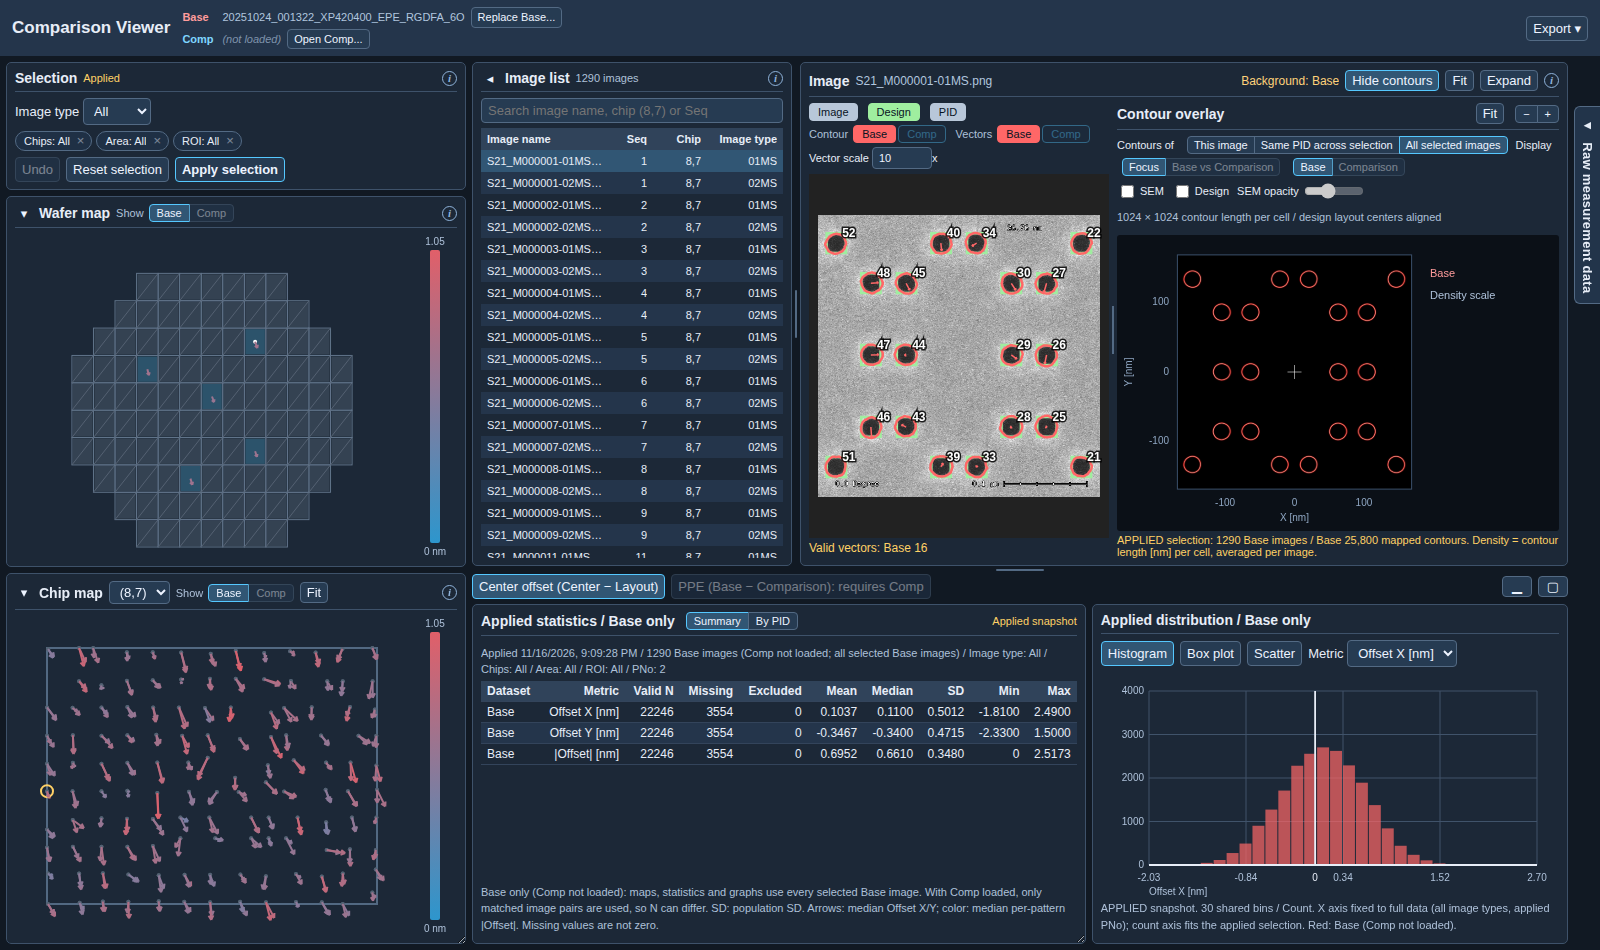 Comparison Viewer
Base 20251024_001322_XP420400_EPE_RGDFA_6O Replace Base...
Comp (not loaded) Open Comp...
Export ▾
Selection Applied i
Image type All
Chips: All × Area: All × ROI: All ×
Undo Reset selection Apply selection
▾ Wafer map Show Base Comp i
1.05
0 nm
▾ Chip map (8,7) Show Base Comp Fit i
1.05
0 nm
◂ Image list 1290 images i
Search image name, chip (8,7) or Seq
Image name Seq Chip Image type
S21_M000001-01MS… 1 8,7 01MS
S21_M000001-02MS… 1 8,7 02MS
S21_M000002-01MS… 2 8,7 01MS
S21_M000002-02MS… 2 8,7 02MS
S21_M000003-01MS… 3 8,7 01MS
S21_M000003-02MS… 3 8,7 02MS
S21_M000004-01MS… 4 8,7 01MS
S21_M000004-02MS… 4 8,7 02MS
S21_M000005-01MS… 5 8,7 01MS
S21_M000005-02MS… 5 8,7 02MS
S21_M000006-01MS… 6 8,7 01MS
S21_M000006-02MS… 6 8,7 02MS
S21_M000007-01MS… 7 8,7 01MS
S21_M000007-02MS… 7 8,7 02MS
S21_M000008-01MS… 8 8,7 01MS
S21_M000008-02MS… 8 8,7 02MS
S21_M000009-01MS… 9 8,7 01MS
S21_M000009-02MS… 9 8,7 02MS
S21_M000011-01MS… 11 8,7 01MS
Image S21_M000001-01MS.png Background: Base Hide contours Fit Expand i
Image Design PID
Contour Base Comp Vectors Base Comp
Vector scale 10 x
52 40 34 22
48 45 30 27
47 44 29 26
46 43 28 25
51 39 33 21
0.0 Degree
Valid vectors: Base 16
Contour overlay Fit − +
Contours of This image Same PID across selection All selected images Display
Focus Base vs Comparison Base Comparison
SEM Design SEM opacity
1024 × 1024 contour length per cell / design layout centers aligned
Base
Density scale
100
0
-100
Y [nm]
-100 0 100
X [nm]
APPLIED selection: 1290 Base images / Base 25,800 mapped contours. Density = contour
length [nm] per cell, averaged per image.
◂ Raw measurement data
Center offset (Center − Layout) PPE (Base − Comparison): requires Comp
Applied statistics / Base only Summary By PID Applied snapshot
Applied 11/16/2026, 9:09:28 PM / 1290 Base images (Comp not loaded; all selected Base images) / Image type: All /
Chips: All / Area: All / ROI: All / PNo: 2
Dataset Metric Valid N Missing Excluded Mean Median SD Min Max
Base Offset X [nm] 22246 3554 0 0.1037 0.1100 0.5012 -1.8100 2.4900
Base Offset Y [nm] 22246 3554 0 -0.3467 -0.3400 0.4715 -2.3300 1.5000
Base |Offset| [nm] 22246 3554 0 0.6952 0.6610 0.3480 0 2.5173
Base only (Comp not loaded): maps, statistics and graphs use every selected Base image. With Comp loaded, only
matched image pairs are used, so N can differ. SD: population SD. Arrows: median Offset X/Y; color: median per-pattern
|Offset|. Missing values are not zero.
Applied distribution / Base only
Histogram Box plot Scatter Metric Offset X [nm]
4000
3000
2000
1000
0
-2.03 -0.84 0 0.34 1.52 2.70
Offset X [nm]
APPLIED snapshot. 30 shared bins / Count. X axis fixed to full data (all image types, applied
PNo); count axis fits the applied selection. Red: Base (Comp not loaded).